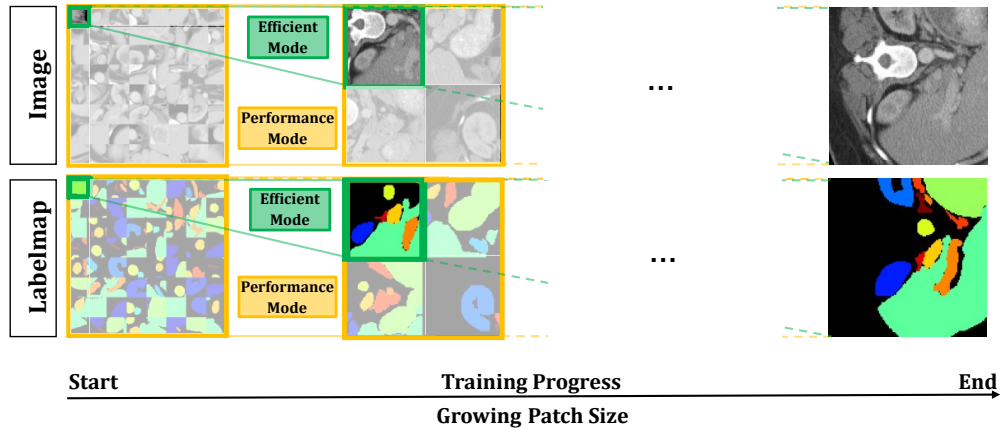 Image
Efficient
Mode
Performance
Mode
...
Labelmap
Efficient
Mode
Performance
Mode
...
Start
Training Progress
End
Growing Patch Size